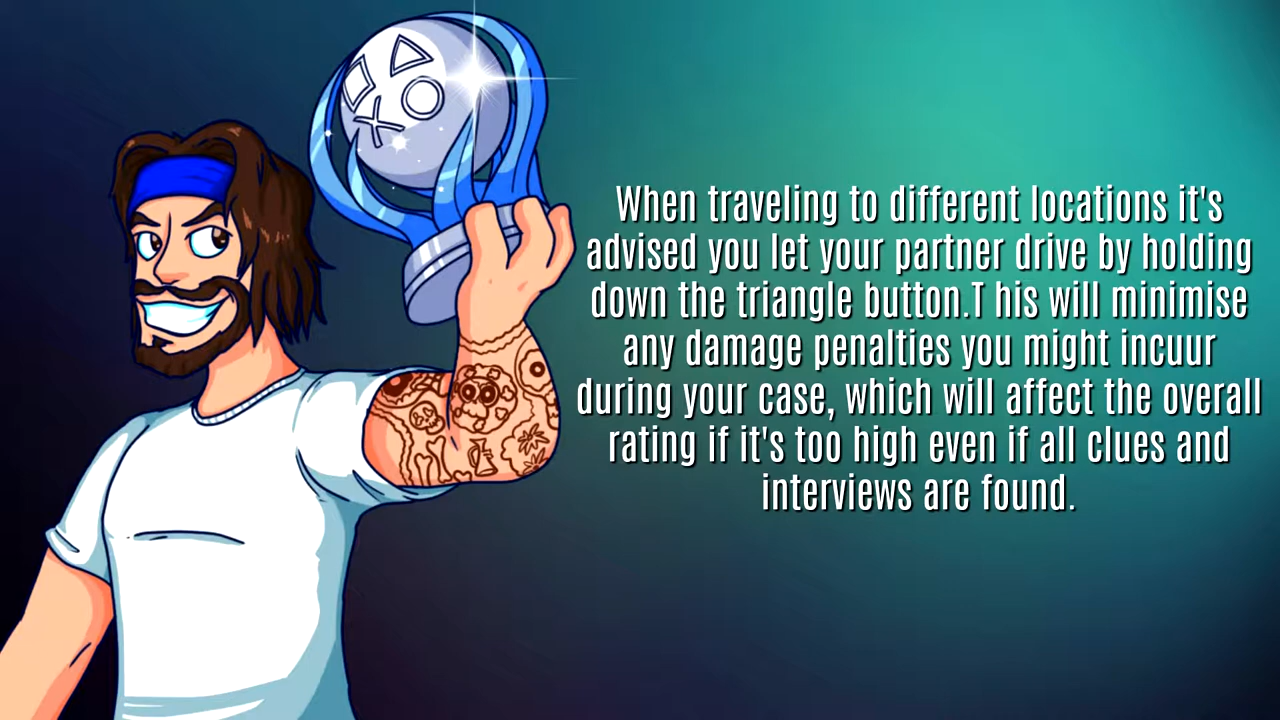 When traveling to different locations it's
advised you let your partner drive by holding
down the triangle button.T his will minimise
any damage penalties you might incuur
during your case, which will affect the overall
rating if it's too high even if all clues and
interviews are found.